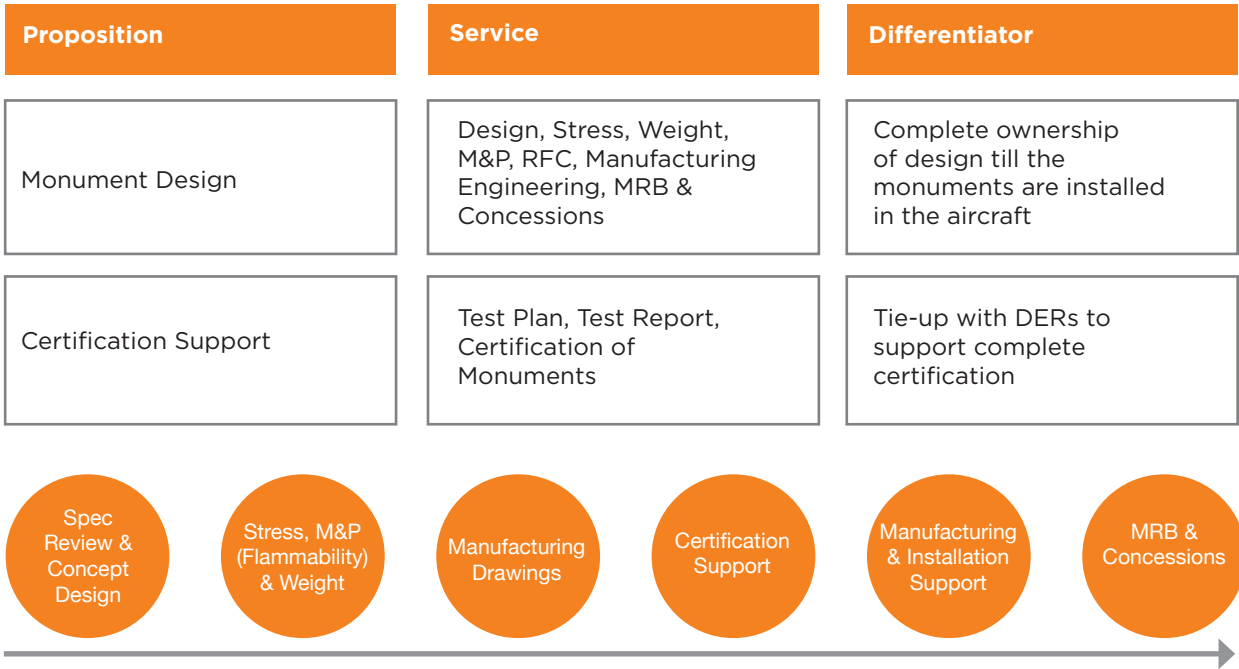 Proposition
Service
Differentiator
Monument Design
Design, Stress, Weight,
M&P, RFC, Manufacturing
Engineering, MRB &
Concessions
Complete ownership
of design till the
monuments are installed
in the aircraft
Certification Support
Test Plan, Test Report,
Certification of
Monuments
Tie-up with DERs to
support complete
certification
Spec
Review &
Concept
Design
Stress, M&P
(Flammability)
& Weight
Manufacturing
Drawings
Certification
Support
Manufacturing
& Installation
Support
MRB &
Concessions